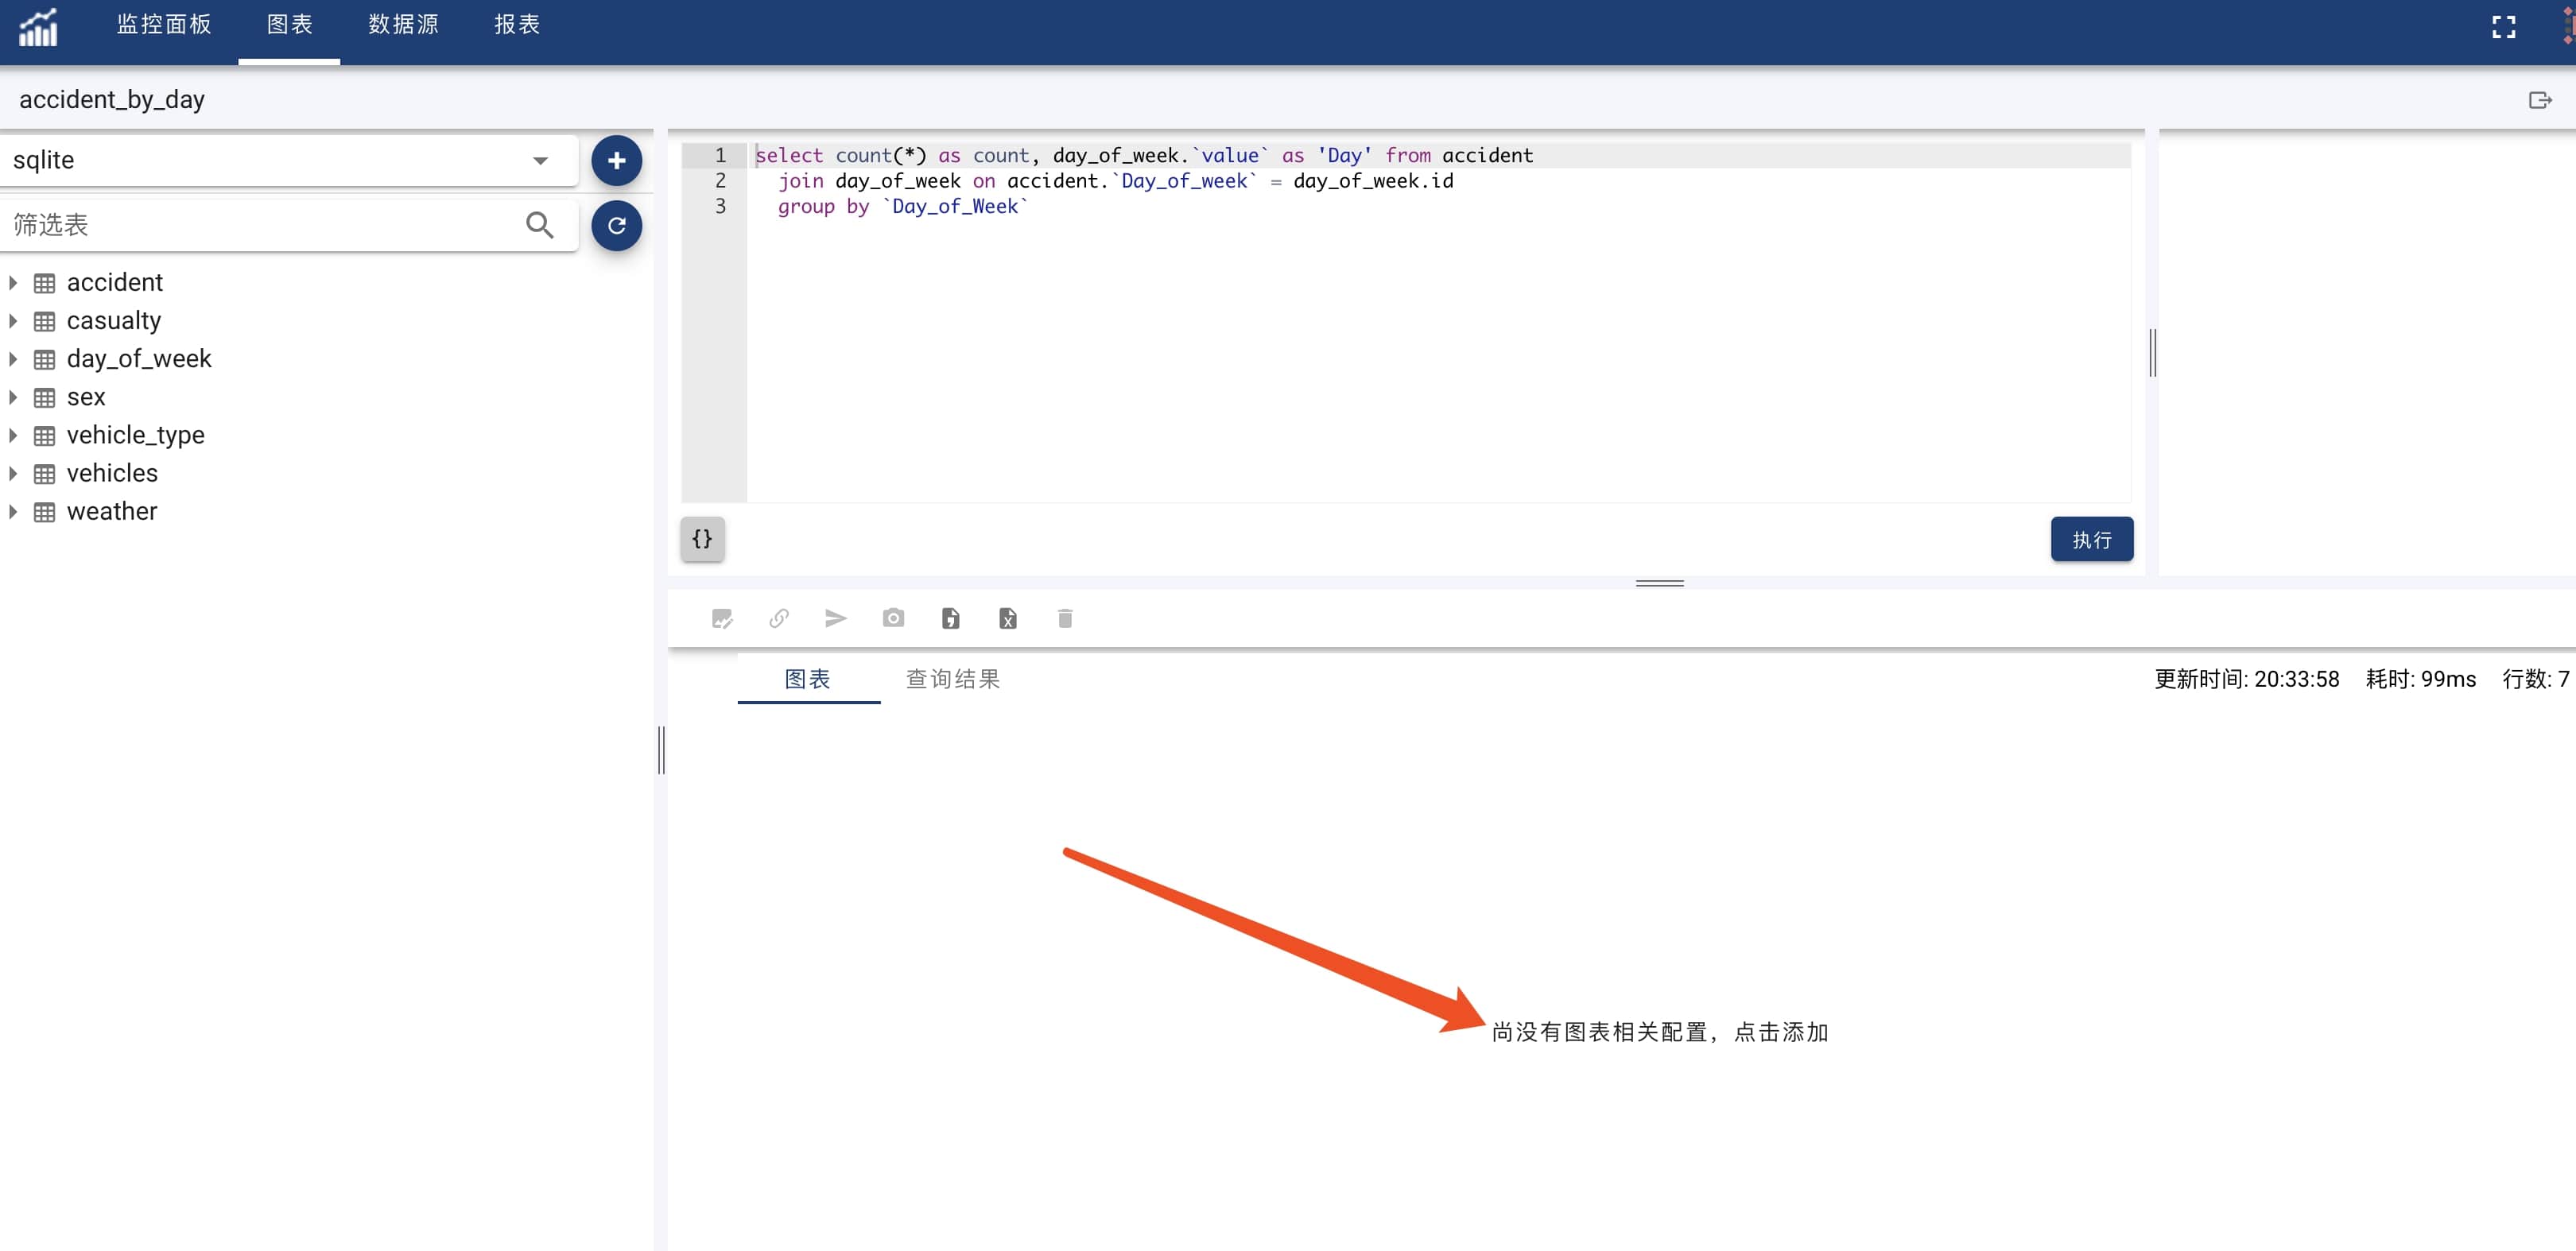 监控面板 图表 数据源 报表
accident_by_day
sqlite
筛选表
accident
casualty
day_of_week
sex
vehicle_type
vehicles
weather
1 select count(*) as count, day_of_week.`value` as 'Day' from accident
2 join day_of_week on accident.`Day_of_week` = day_of_week.id
3 group by `Day_of_Week`
{}
执行
图表 查询结果
更新时间: 20:33:58 耗时: 99ms 行数: 7
尚没有图表相关配置，点击添加